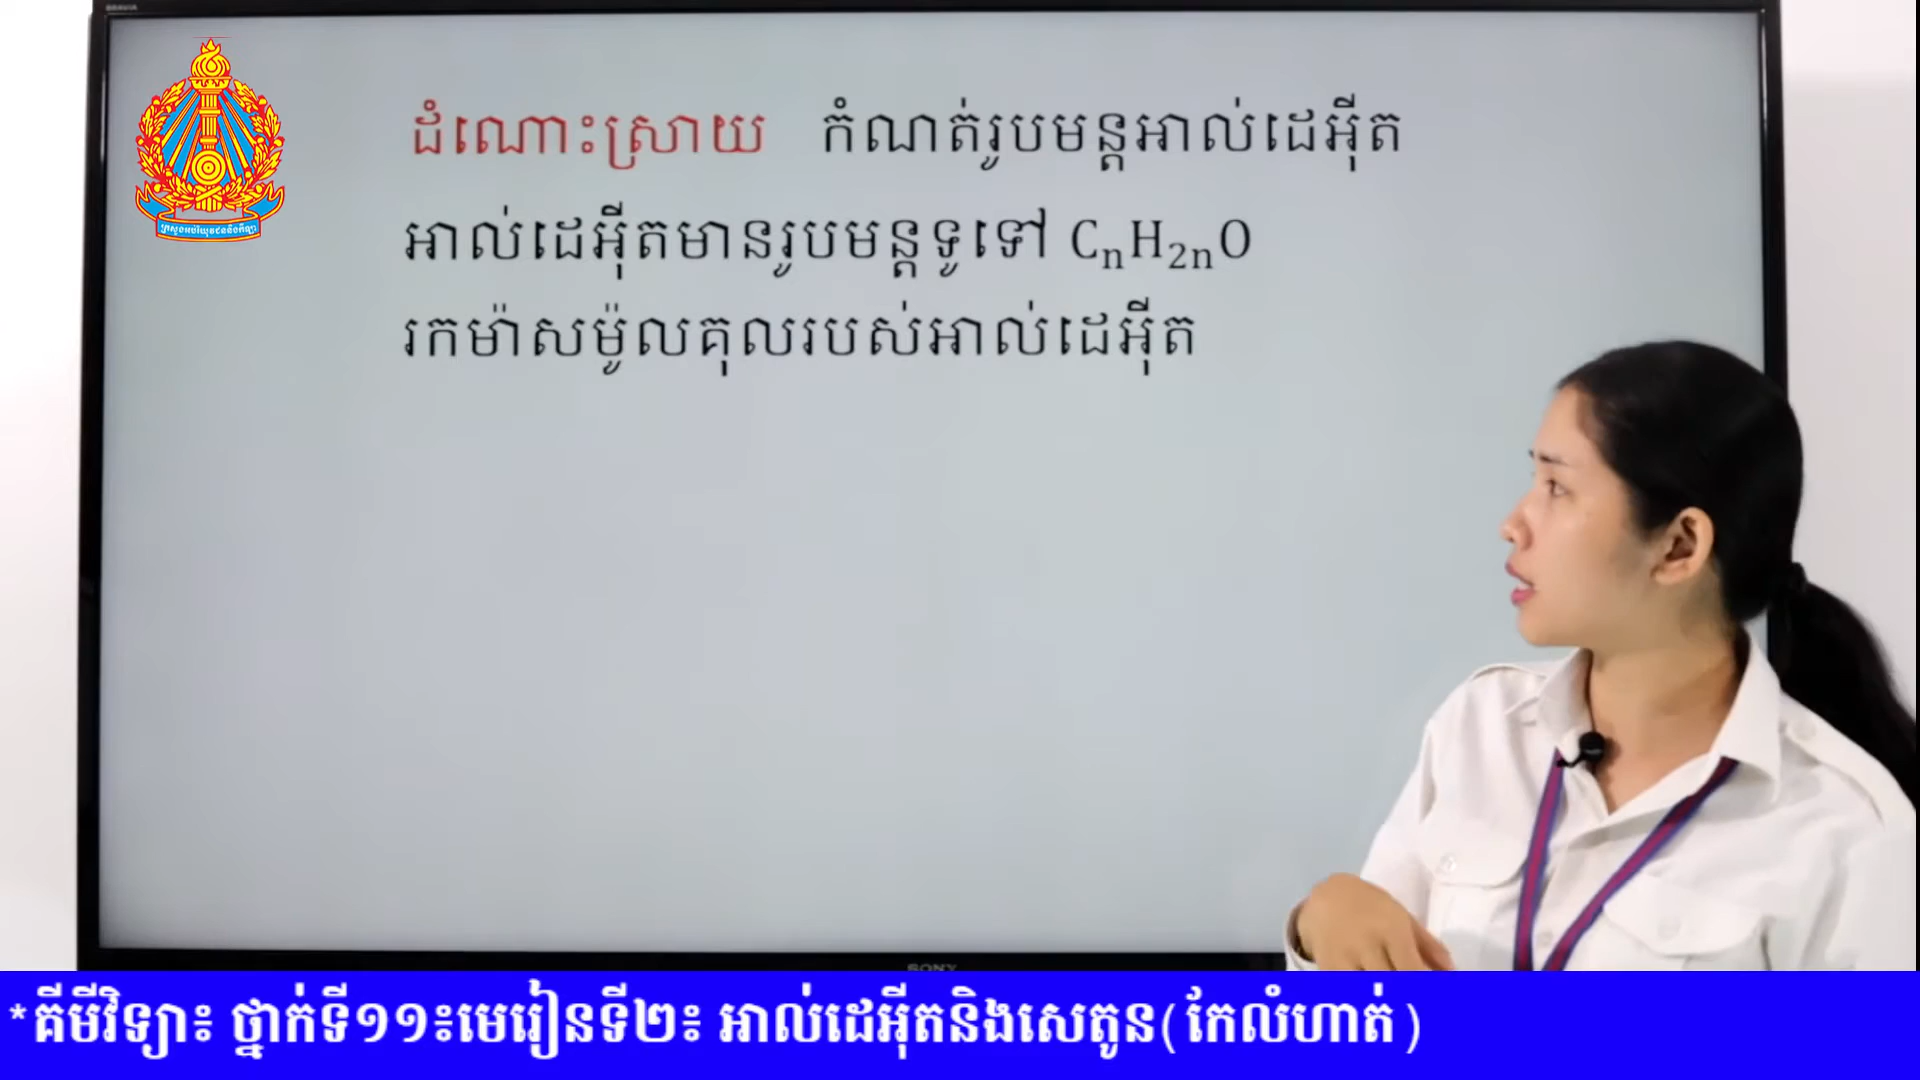 BRAVIA
ដំណោះស្រាយ កំណត់រូបមន្តអាល់ដេអ៊ីត
អាល់ដេអ៊ីតមានរូបមន្តទូទៅ CₙH₂ₙO
រកម៉ាសម៉ូលគុលរបស់អាល់ដេអ៊ីត
SONY
*គីមីវិទ្យា៖ ថ្នាក់ទី១១៖មេរៀនទី២៖ អាល់ដេអ៊ីតនិងសេតូន(កែលំហាត់)